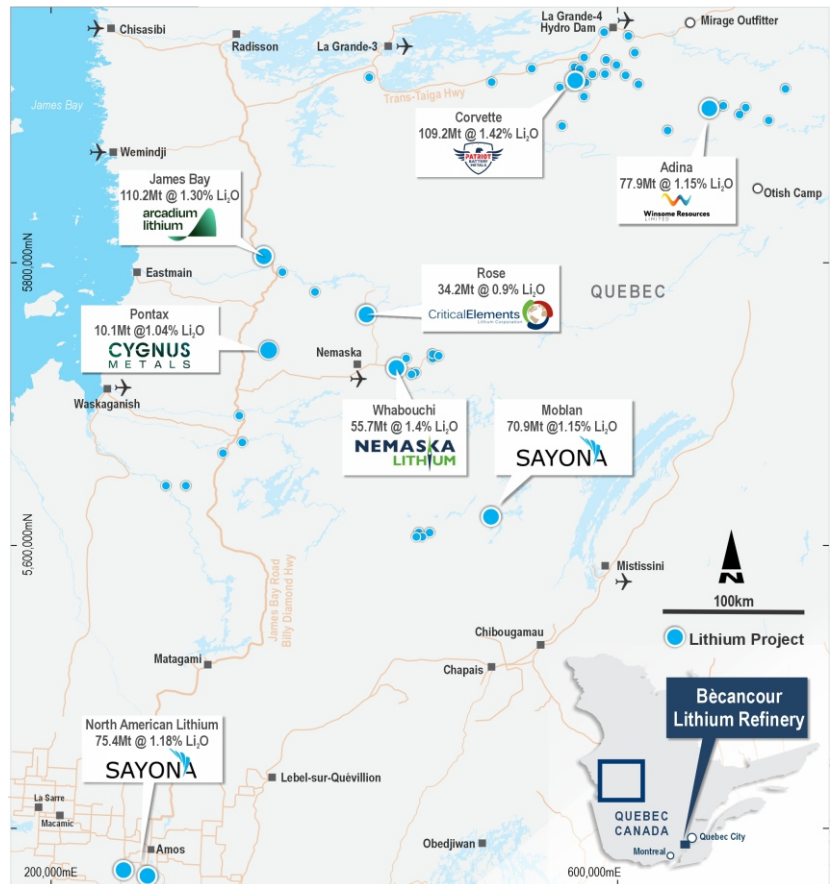 Chisasibi
Radisson
La Grande-3
La Grande-4
Hydro Dam
Mirage Outfitter
James Bay
Trans-Taiga Hwy
Corvette
109.2Mt @ 1.42% Li2O
PATRIOT
BATTERY METALS
Wemindji
Adina
77.9Mt @ 1.15% Li2O
Winsome Resources
LIMITED
Otish Camp
James Bay
110.2Mt @ 1.30% Li2O
arcadium
lithium
5800,000mN
Eastmain
Rose
34.2Mt @ 0.9% Li2O
CriticalElements
Lithium Corporation
QUEBEC
Pontax
10.1Mt @1.04% Li2O
CYGNUS
METALS
Nemaska
Waskaganish
Whabouchi
55.7Mt @ 1.4% Li2O
NEMASKA
LITHIUM
Moblan
70.9Mt @1.15% Li2O
SAYONA
5,600,000mN
Mistissini
N
100km
Lithium Project
James Bay Road
Billy Diamond Hwy
Chibougamau
Chapais
Matagami
Bècancour
Lithium Refinery
North American Lithium
75.4Mt @ 1.18% Li2O
SAYONA
Lebel-sur-Quévillion
La Sarre
Macamic
Amos
Obedjiwan
QUEBEC
CANADA
Quebec City
Montreal
200,000mE
600,000mE